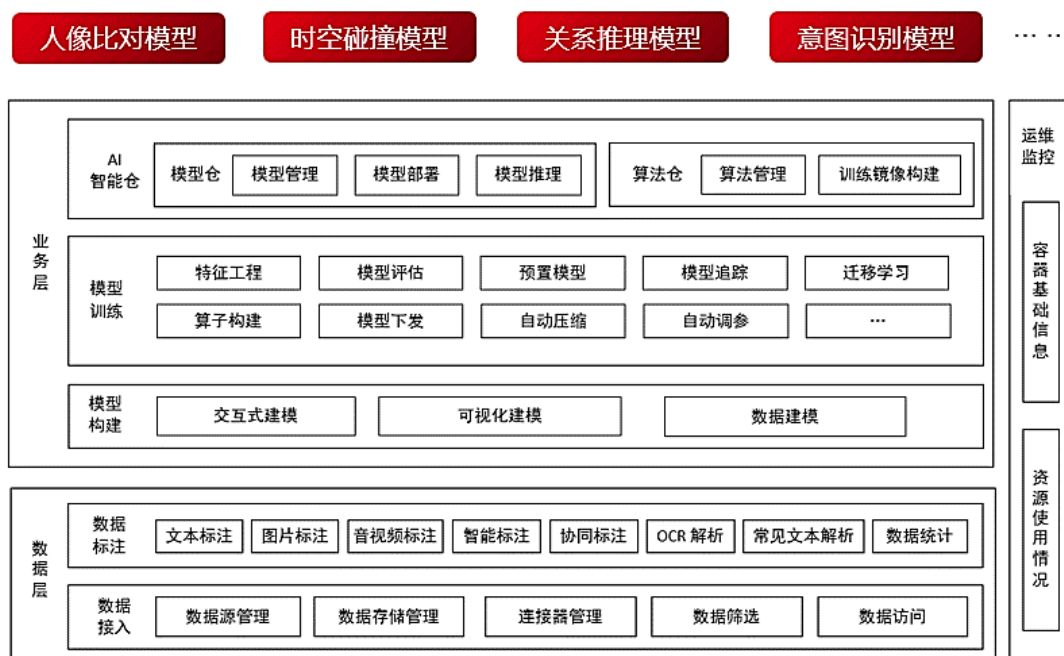 人像比对模型 时空碰撞模型 关系推理模型 意图识别模型 … …
AI
智能仓
模型仓 模型管理 模型部署 模型推理
算法仓 算法管理 训练镜像构建
业务层
模型
训练
特征工程 模型评估 预置模型 模型追踪 迁移学习
算子构建 模型下发 自动压缩 自动调参 …
模型
构建
交互式建模 可视化建模 数据建模
数据层
数据
标注
文本标注 图片标注 音视频标注 智能标注 协同标注 OCR 解析 常见文本解析 数据统计
数据
接入
数据源管理 数据存储管理 连接器管理 数据筛选 数据访问
运维
监控
容器基础信息
资源使用情况